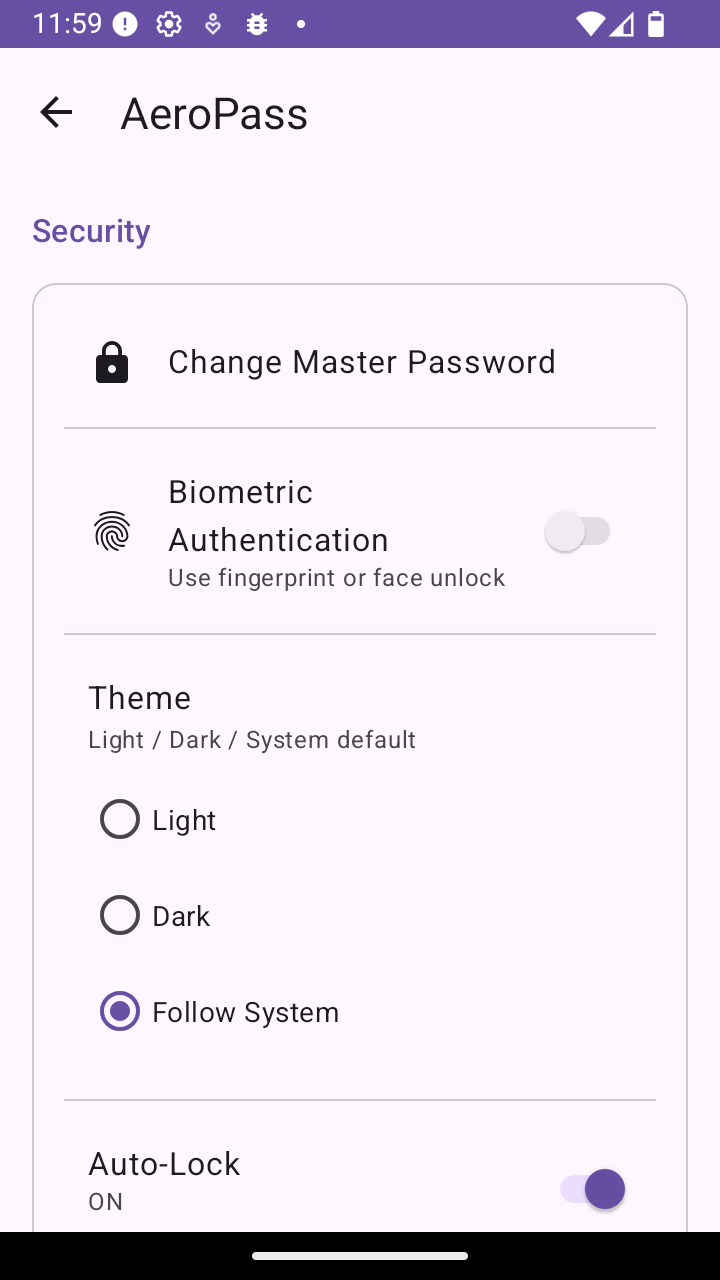 11:59
AeroPass
Security
Change Master Password
Biometric
Authentication
Use fingerprint or face unlock
Theme
Light / Dark / System default
Light
Dark
Follow System
Auto-Lock
ON